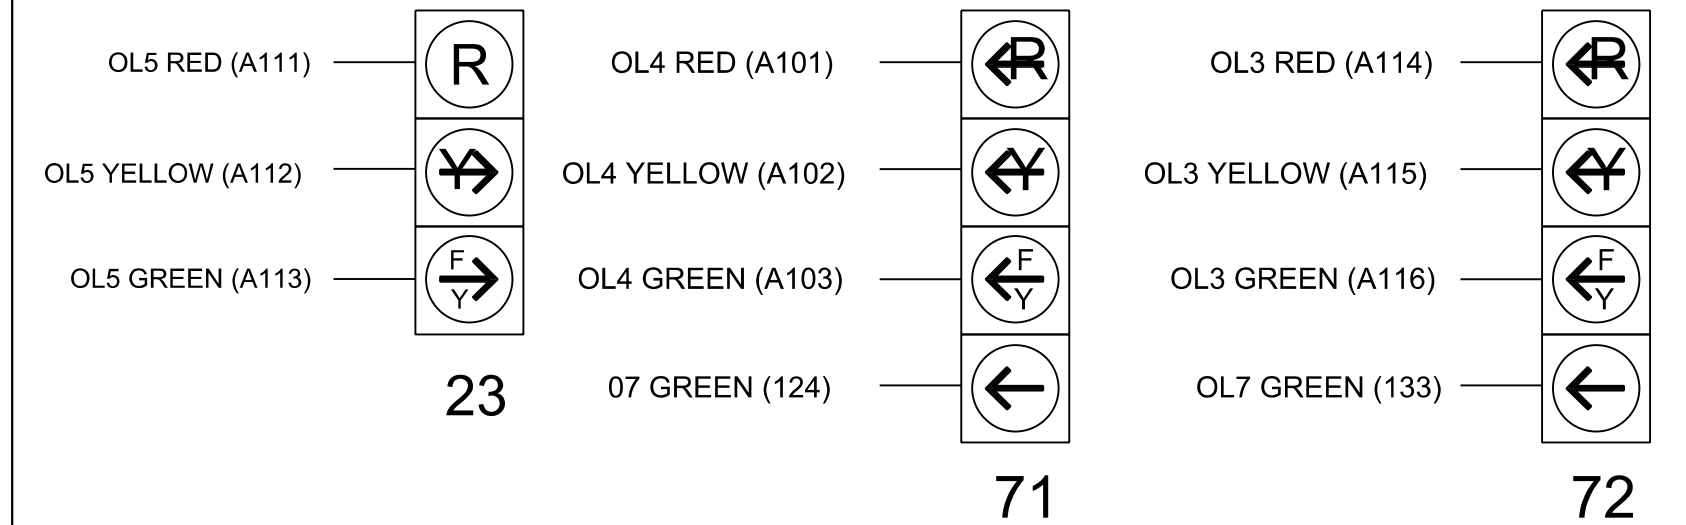 OL5 RED (A111)
R
OL5 YELLOW (A112)
Y
OL5 GREEN (A113)
F
Y
23
OL4 RED (A101)
R
OL4 YELLOW (A102)
Y
OL4 GREEN (A103)
F
Y
07 GREEN (124)
71
OL3 RED (A114)
R
OL3 YELLOW (A115)
Y
OL3 GREEN (A116)
F
Y
OL7 GREEN (133)
72